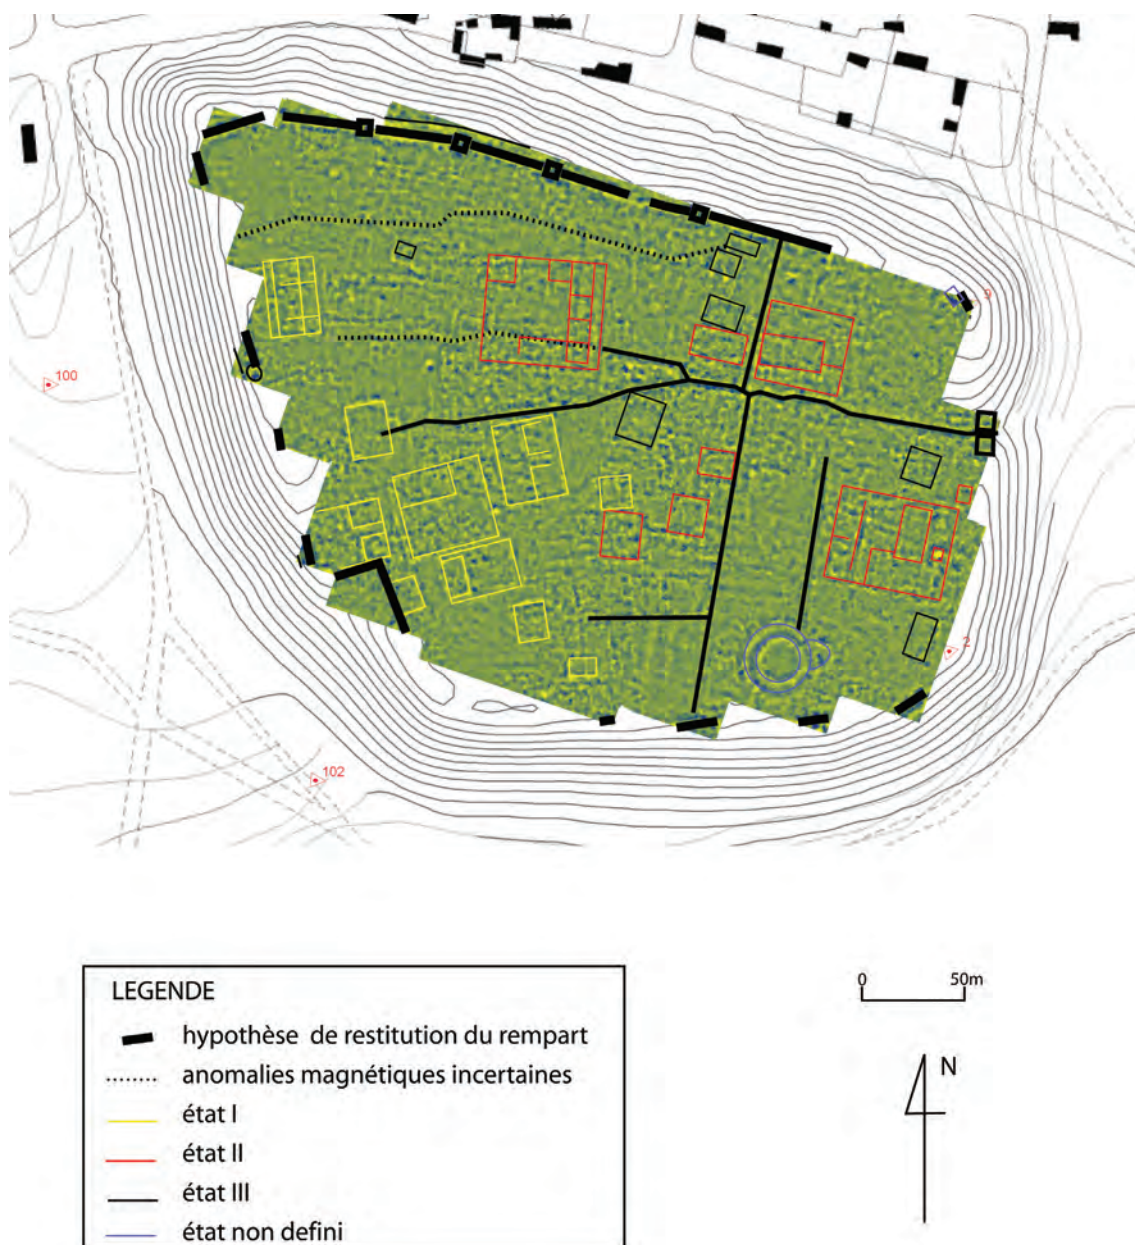 9
100
2
102
LEGENDE
hypothèse de restitution du rempart
anomalies magnétiques incertaines
état I
état II
état III
état non defini
0 50m
N